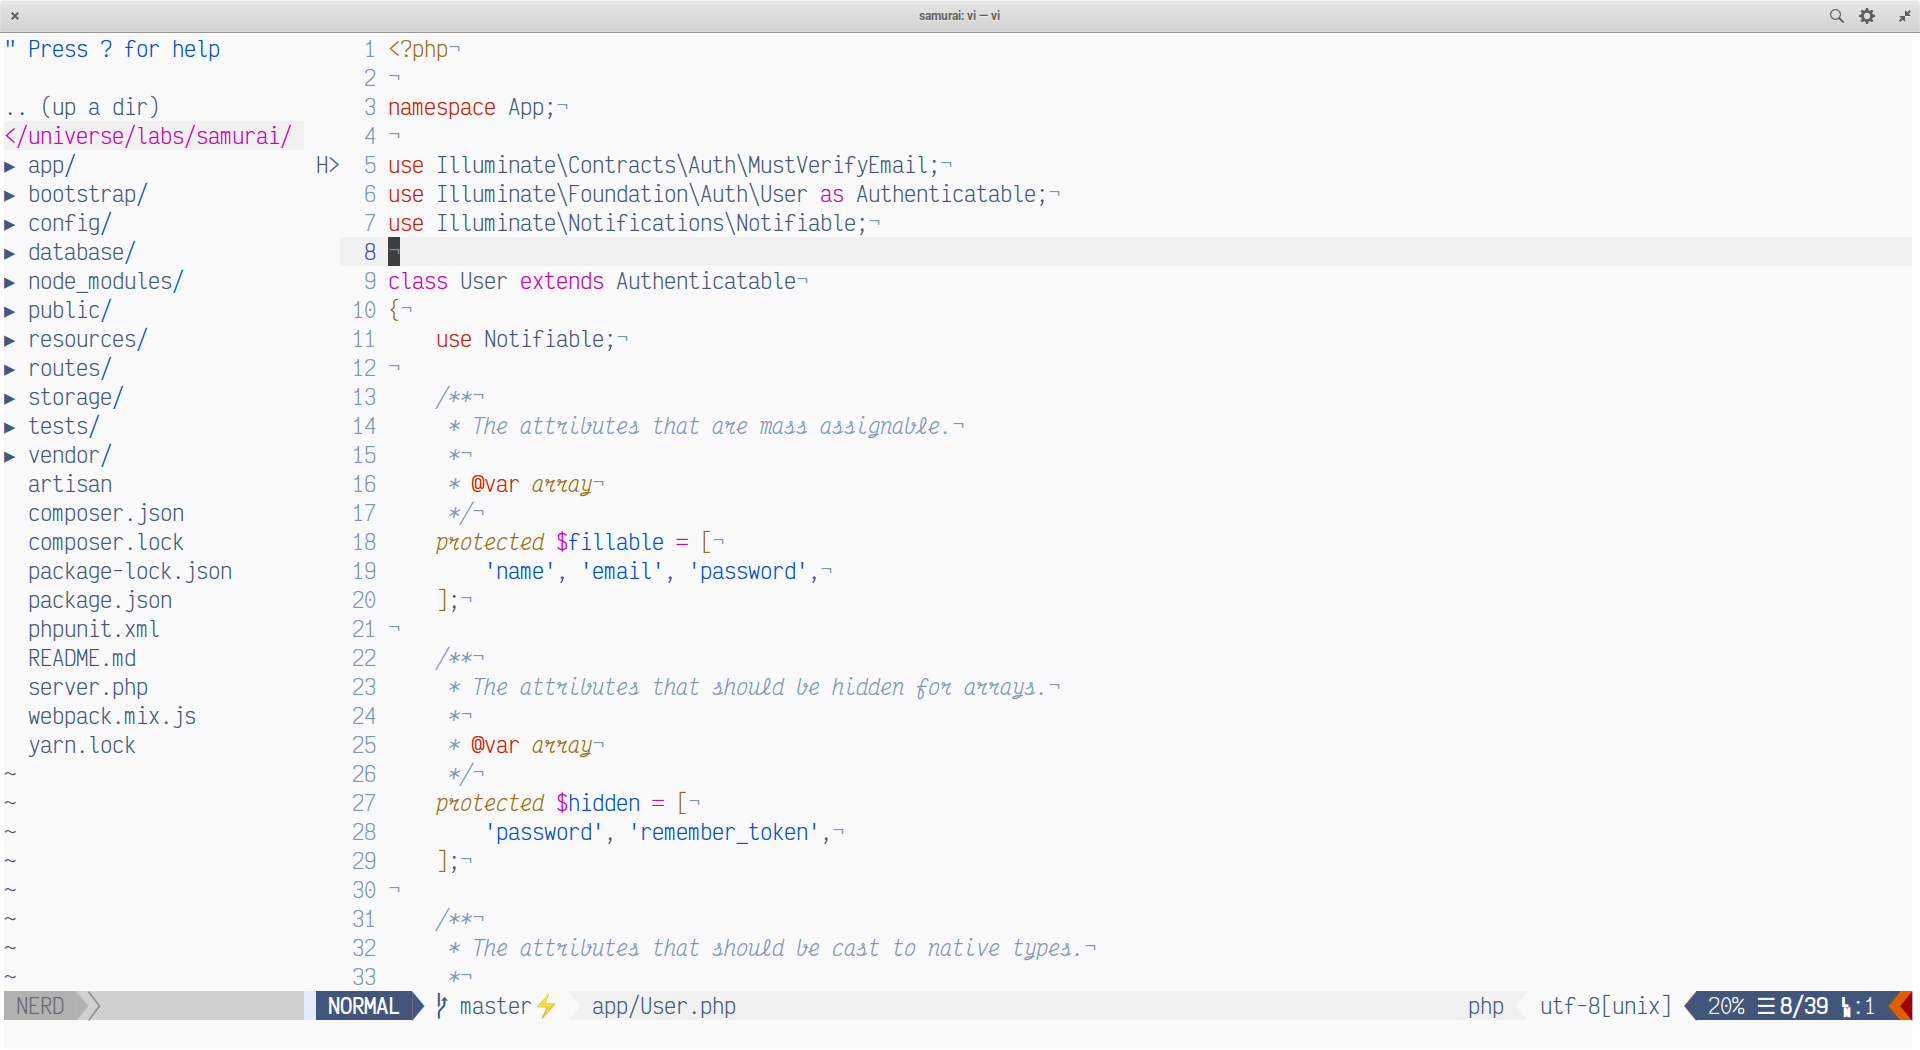 samurai: vi — vi
" Press ? for help
.. (up a dir)
</universe/labs/samurai/
▸ app/
▸ bootstrap/
▸ config/
▸ database/
▸ node_modules/
▸ public/
▸ resources/
▸ routes/
▸ storage/
▸ tests/
▸ vendor/
artisan
composer.json
composer.lock
package-lock.json
package.json
phpunit.xml
README.md
server.php
webpack.mix.js
yarn.lock
~
~
~
~
~
~
~
~
NERD
1 <?php¬
2 ¬
3 namespace App;¬
4 ¬
H> 5 use Illuminate\Contracts\Auth\MustVerifyEmail;¬
6 use Illuminate\Foundation\Auth\User as Authenticatable;¬
7 use Illuminate\Notifications\Notifiable;¬
8 ¬
9 class User extends Authenticatable¬
10 {¬
11     use Notifiable;¬
12 ¬
13     /**¬
14      * The attributes that are mass assignable.¬
15      *¬
16      * @var array¬
17      */¬
18     protected $fillable = [¬
19         'name', 'email', 'password',¬
20     ];¬
21 ¬
22     /**¬
23      * The attributes that should be hidden for arrays.¬
24      *¬
25      * @var array¬
26      */¬
27     protected $hidden = [¬
28         'password', 'remember_token',¬
29     ];¬
30 ¬
31     /**¬
32      * The attributes that should be cast to native types.¬
33      *¬
NORMAL master⚡ app/User.php php utf-8[unix] 20% ☰ 8/39 :1